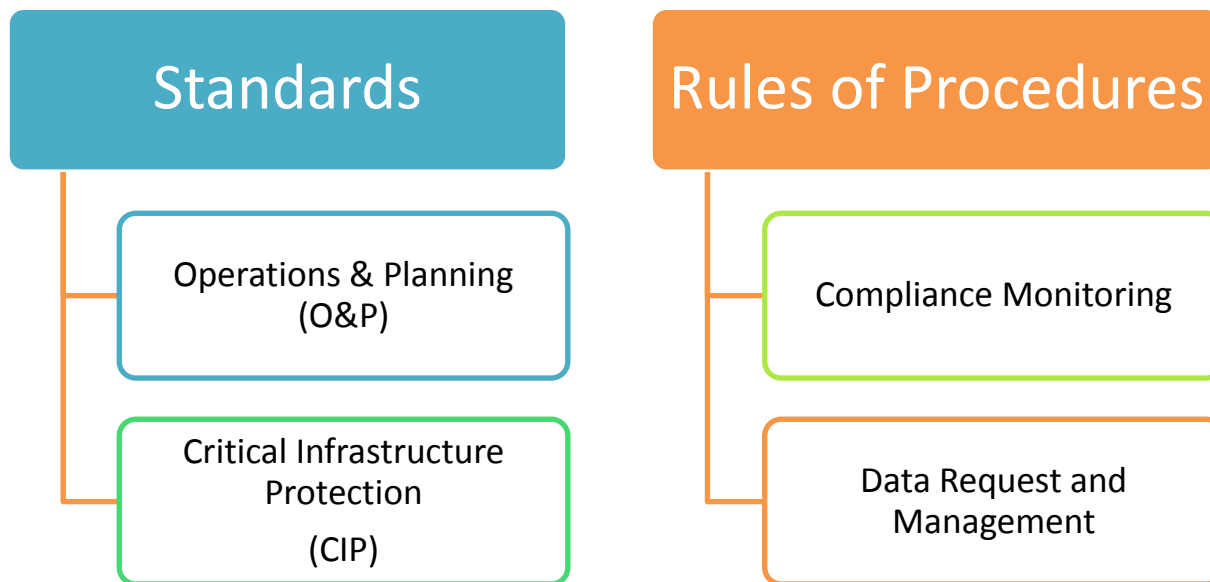 Standards
Operations & Planning
(O&P)
Critical Infrastructure
Protection
(CIP)
Rules of Procedures
Compliance Monitoring
Data Request and
Management